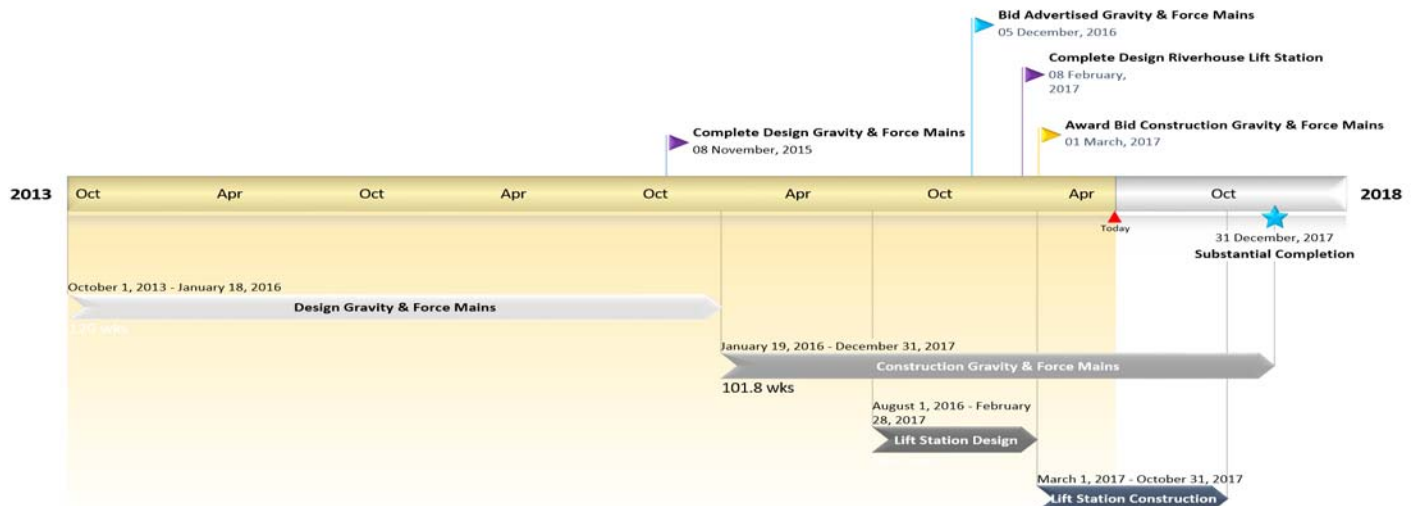 Bid Advertised Gravity & Force Mains
05 December, 2016
Complete Design Riverhouse Lift Station
08 February,
2017
Complete Design Gravity & Force Mains
08 November, 2015
Award Bid Construction Gravity & Force Mains
01 March, 2017
2013 Oct Apr Oct Apr Oct Apr Oct Apr Oct 2018
Today
31 December, 2017
Substantial Completion
October 1, 2013 - January 18, 2016
Design Gravity & Force Mains
120 wks
January 19, 2016 - December 31, 2017
Construction Gravity & Force Mains
101.8 wks
August 1, 2016 - February
28, 2017
Lift Station Design
March 1, 2017 - October 31, 2017
Lift Station Construction